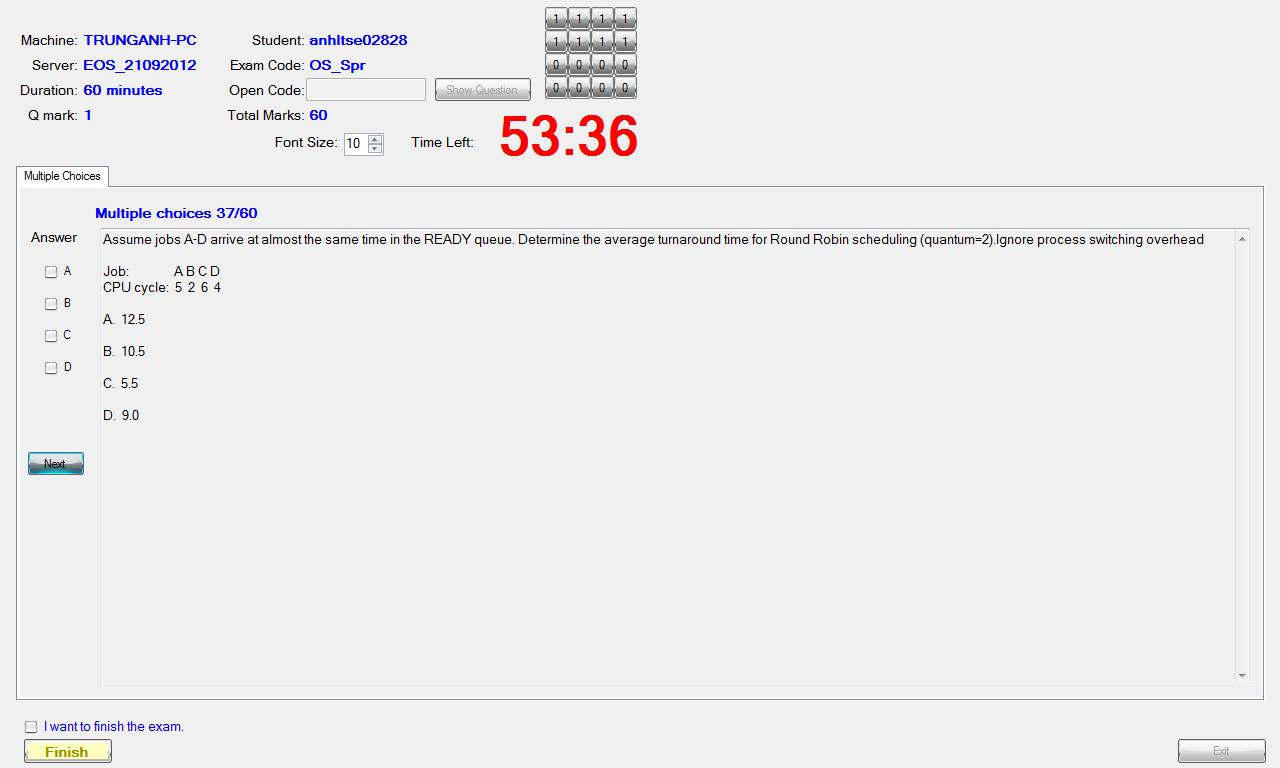 Machine: TRUNGANH-PC
Student: anhltse02828
1 1 1 1
1 1 1 1
0 0 0 0
0 0 0 0
Server: EOS_21092012
Exam Code: OS_Spr
Duration: 60 minutes
Open Code:
Show Question
Q mark: 1
Total Marks: 60
Font Size: 10
Time Left: 53:36
Multiple Choices
Multiple choices 37/60
Answer
A
B
C
D
Next
Assume jobs A-D arrive at almost the same time in the READY queue. Determine the average turnaround time for Round Robin scheduling (quantum=2).Ignore process switching overhead
Job: A B C D
CPU cycle: 5 2 6 4
A. 12.5
B. 10.5
C. 5.5
D. 9.0
I want to finish the exam.
Finish
Exit